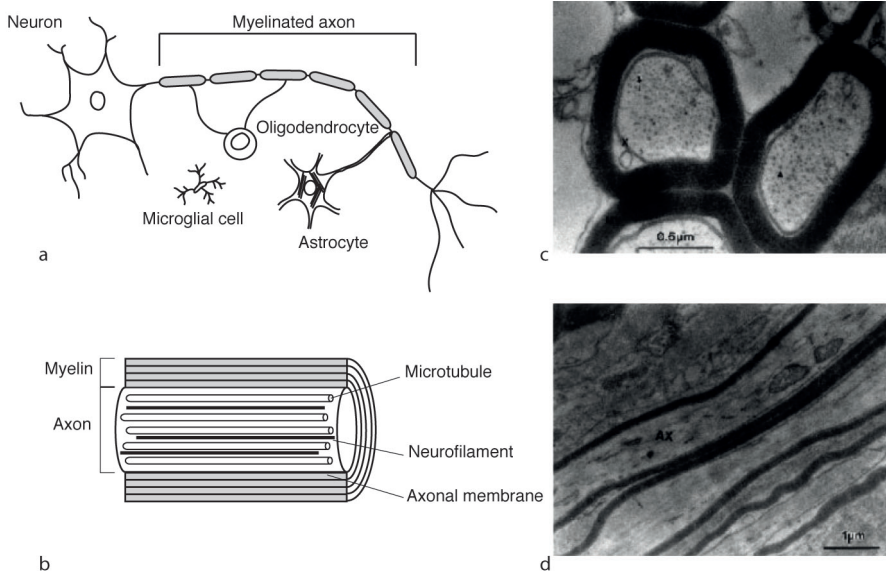 Neuron
Myelinated axon
Oligodendrocyte
Microglial cell
Astrocyte
a
Myelin
Axon
Microtubule
Neurofilament
Axonal membrane
b
c
0.5µm
AX
1µm
d